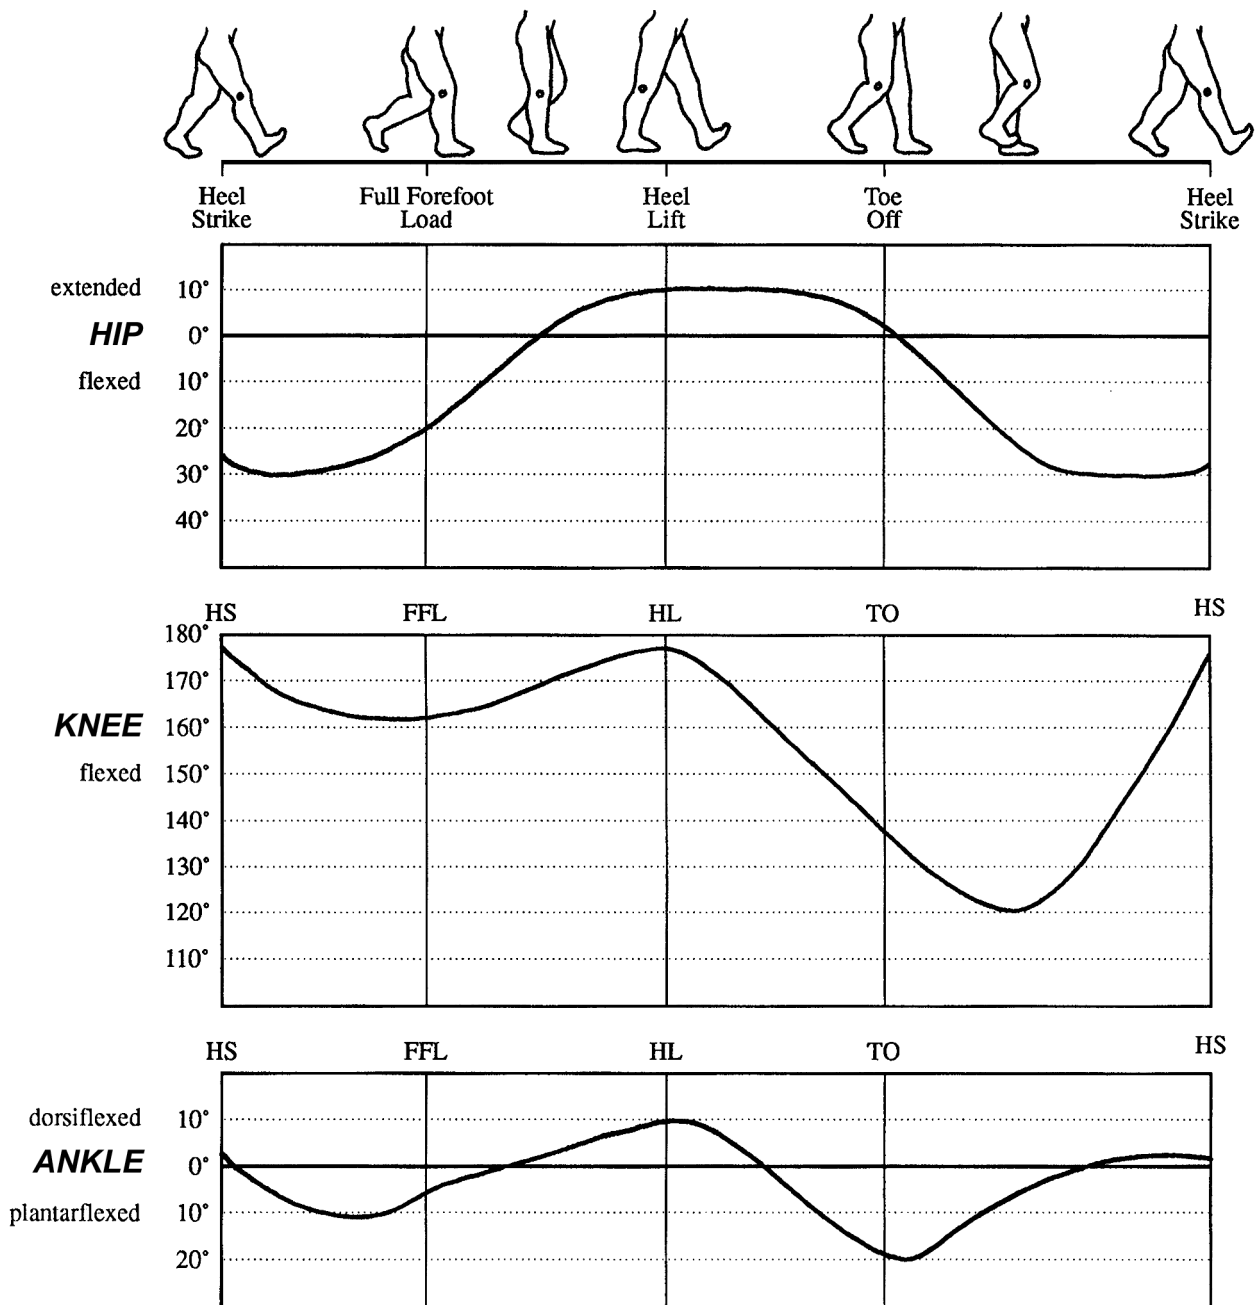 Heel Strike
Full Forefoot Load
Heel Lift
Toe Off
Heel Strike
extended 10°
HIP 0°
flexed 10°
20°
30°
40°
HS FFL HL TO HS
180°
170°
KNEE 160°
flexed 150°
140°
130°
120°
110°
HS FFL HL TO HS
dorsiflexed 10°
ANKLE 0°
plantarflexed 10°
20°